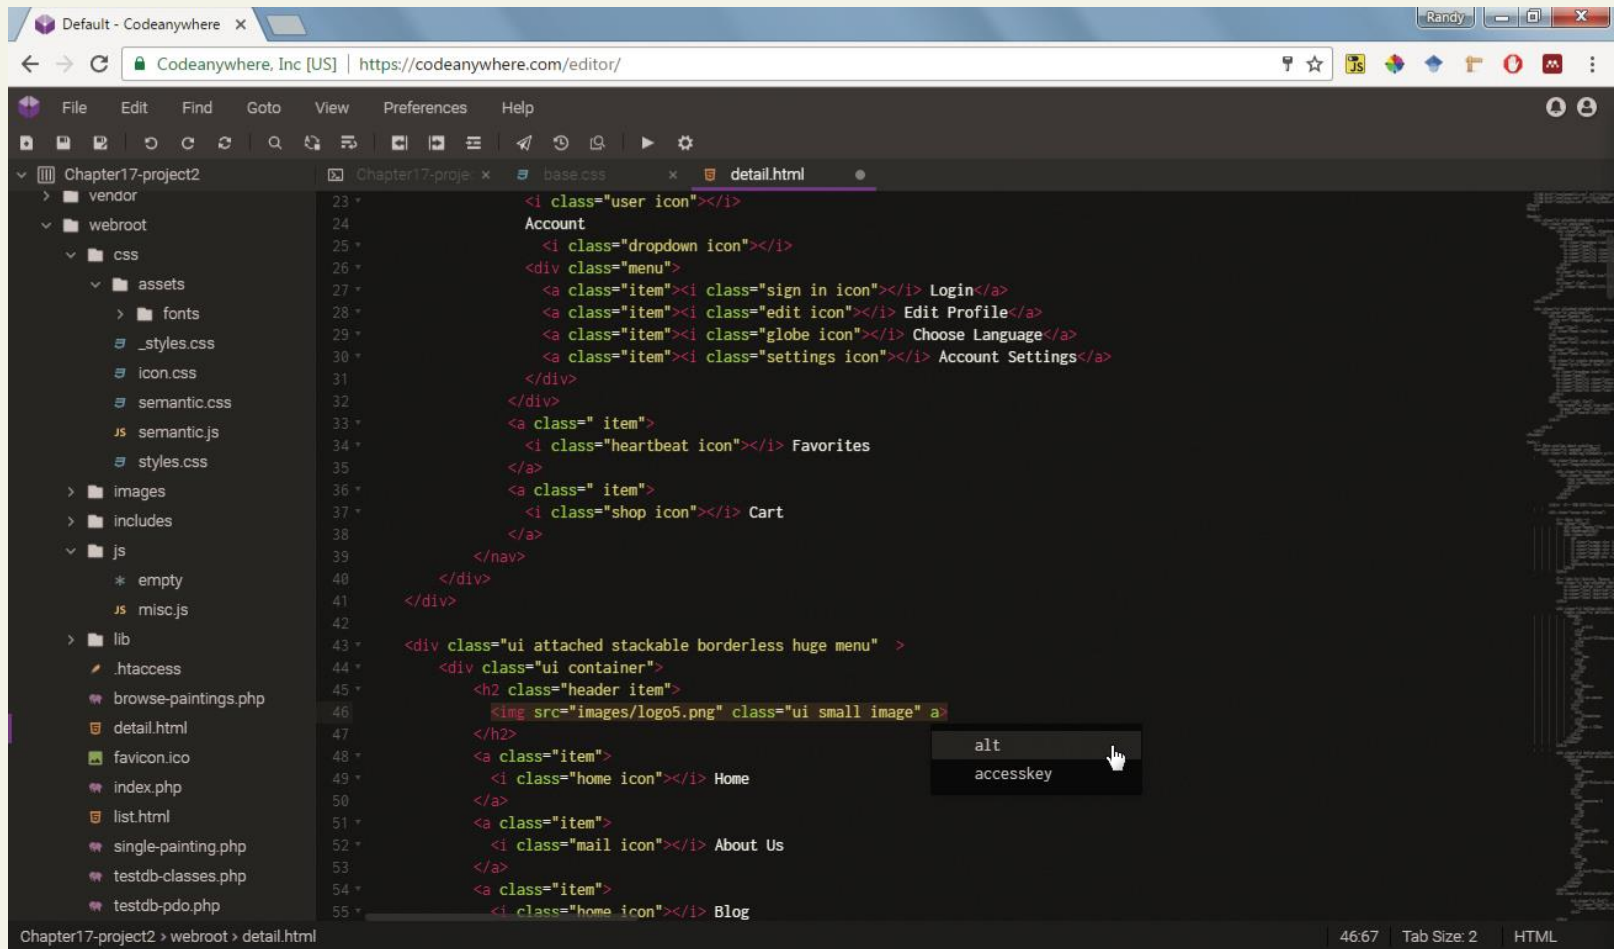 Default - Codeanywhere
Randy
Codeanywhere, Inc [US] | https://codeanywhere.com/editor/
File Edit Find Goto View Preferences Help
Chapter17-project2
Chapter17-projec
base.css
detail.html
vendor
webroot
css
assets
fonts
_styles.css
icon.css
semantic.css
JS semantic.js
styles.css
images
includes
js
empty
JS misc.js
lib
.htaccess
browse-paintings.php
detail.html
favicon.ico
index.php
list.html
single-painting.php
testdb-classes.php
testdb-pdo.php
23 <i class="user icon"></i>
24 Account
25 <i class="dropdown icon"></i>
26 <div class="menu">
27 <a class="item"><i class="sign in icon"></i> Login</a>
28 <a class="item"><i class="edit icon"></i> Edit Profile</a>
29 <a class="item"><i class="globe icon"></i> Choose Language</a>
30 <a class="item"><i class="settings icon"></i> Account Settings</a>
31 </div>
32 </div>
33 <a class=" item">
34 <i class="heartbeat icon"></i> Favorites
35 </a>
36 <a class=" item">
37 <i class="shop icon"></i> Cart
38 </a>
39 </nav>
40 </div>
41 </div>
42
43 <div class="ui attached stackable borderless huge menu"  >
44 <div class="ui container">
45 <h2 class="header item">
46 <img src="images/logo5.png" class="ui small image" a>
47 </h2>
48 <a class="item">
49 <i class="home icon"></i> Home
50 </a>
51 <a class="item">
52 <i class="mail icon"></i> About Us
53 </a>
54 <a class="item">
55 <i class="home icon"></i> Blog
alt
accesskey
Chapter17-project2 › webroot › detail.html
46:67 Tab Size: 2 HTML